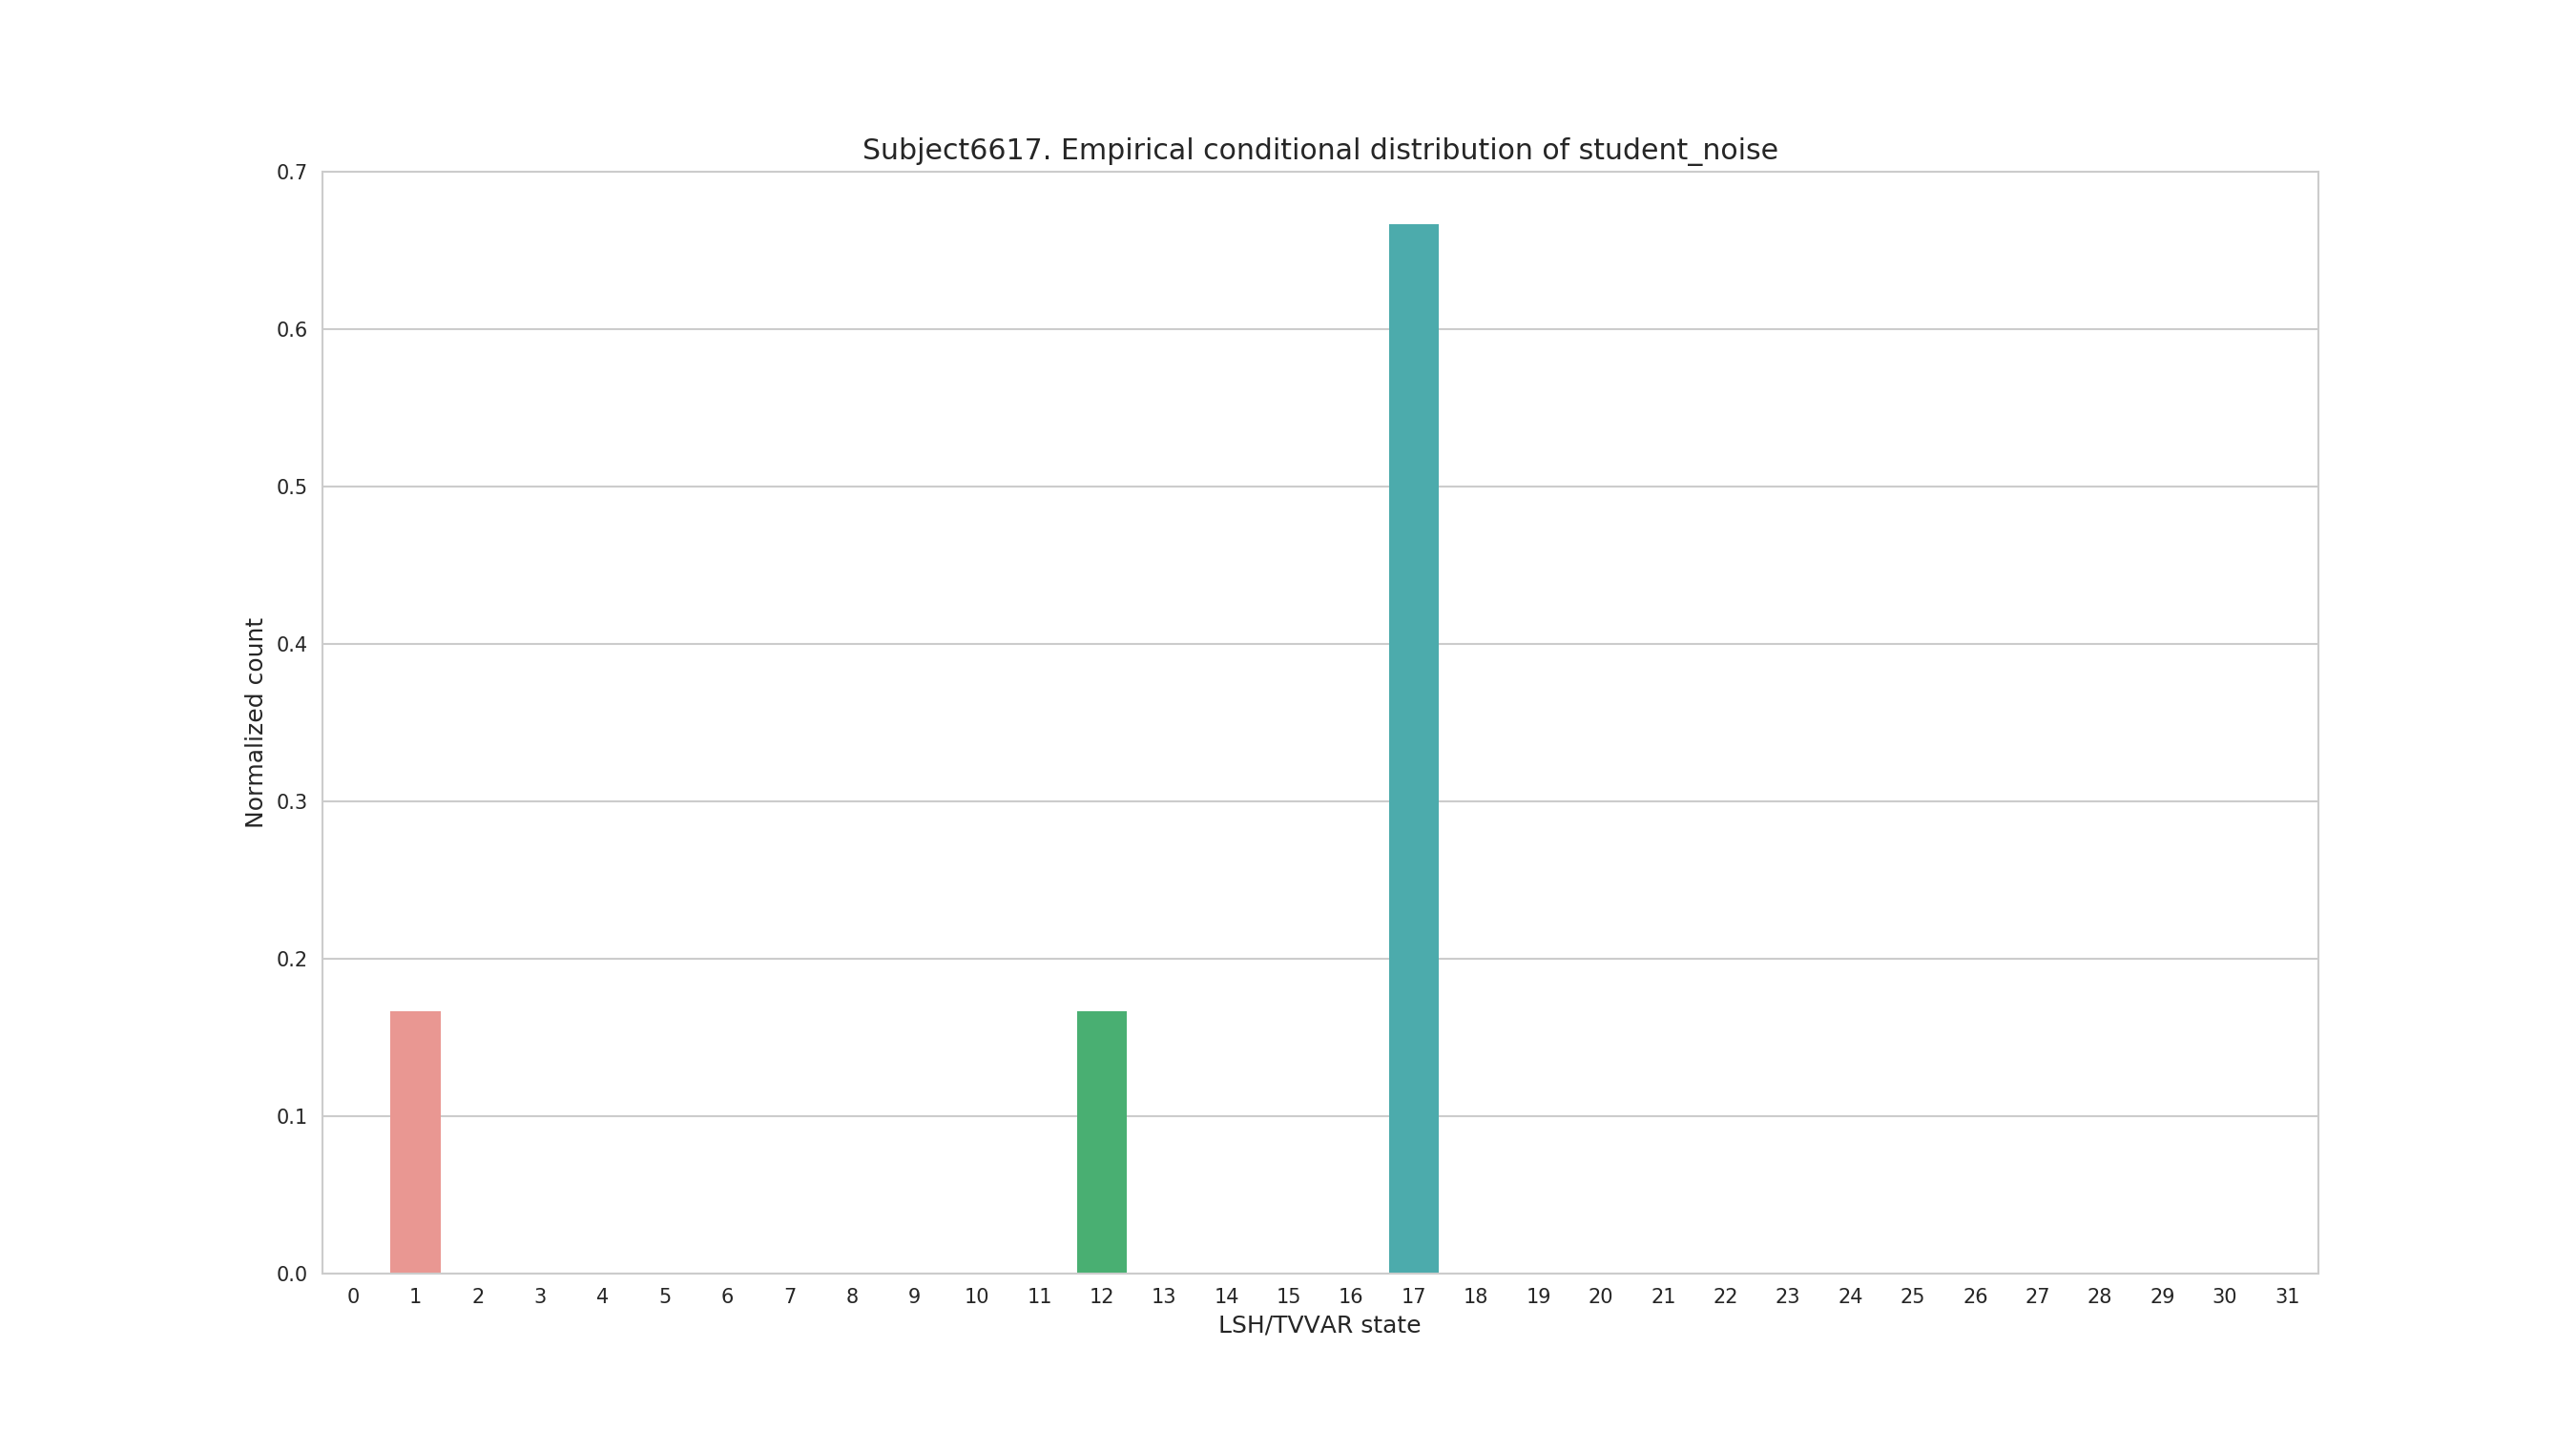 Subject6617. Empirical conditional distribution of student_noise
0.7
0.6
0.5
0.4
0.3
0.2
0.1
0.0
Normalized count
0 1 2 3 4 5 6 7 8 9 10 11 12 13 14 15 16 17 18 19 20 21 22 23 24 25 26 27 28 29 30 31
LSH/TVVAR state